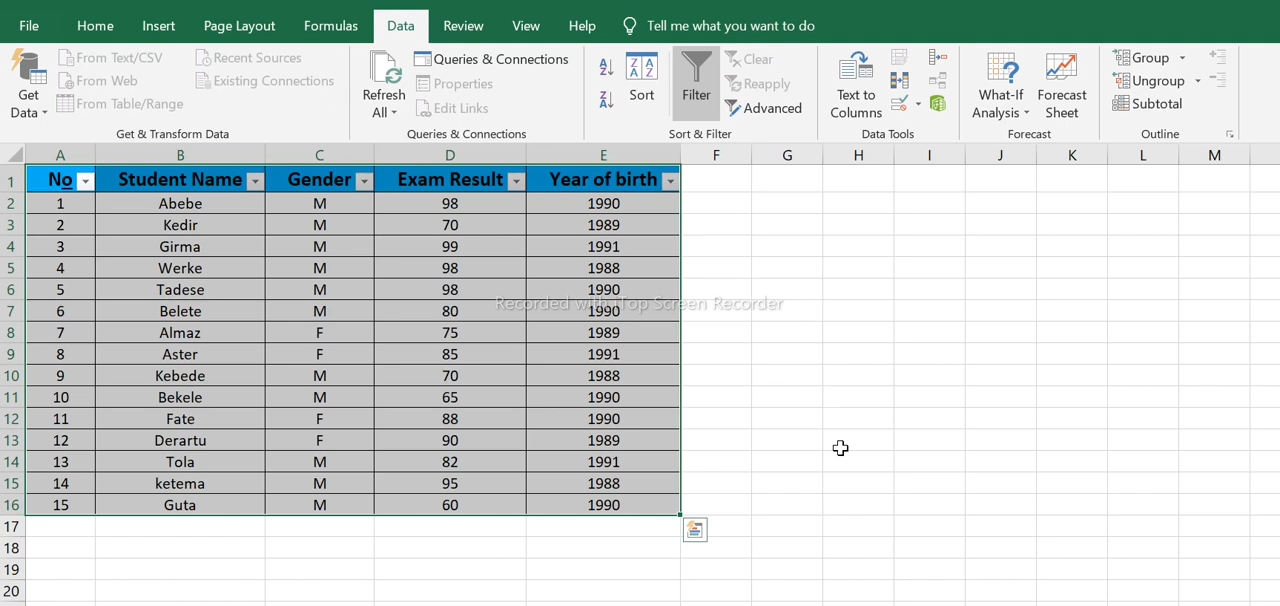 File Home Insert Page Layout Formulas Data Review View Help Tell me what you want to do
Get Data
From Text/CSV
From Web
From Table/Range
Recent Sources
Existing Connections
Get & Transform Data
Refresh All
Queries & Connections
Properties
Edit Links
Queries & Connections
Sort
Filter
Clear
Reapply
Advanced
Sort & Filter
Text to Columns
Data Tools
What-If Analysis
Forecast Sheet
Forecast
Group
Ungroup
Subtotal
Outline
A B C D E F G H I J K L M
1 No Student Name Gender Exam Result Year of birth
2 1 Abebe M 98 1990
3 2 Kedir M 70 1989
4 3 Girma M 99 1991
5 4 Werke M 98 1988
6 5 Tadese M 98 1990
Recorded with iTop Screen Recorder
7 6 Belete M 80 1990
8 7 Almaz F 75 1989
9 8 Aster F 85 1991
10 9 Kebede M 70 1988
11 10 Bekele M 65 1990
12 11 Fate F 88 1990
13 12 Derartu F 90 1989
14 13 Tola M 82 1991
15 14 ketema M 95 1988
16 15 Guta M 60 1990
17
18
19
20